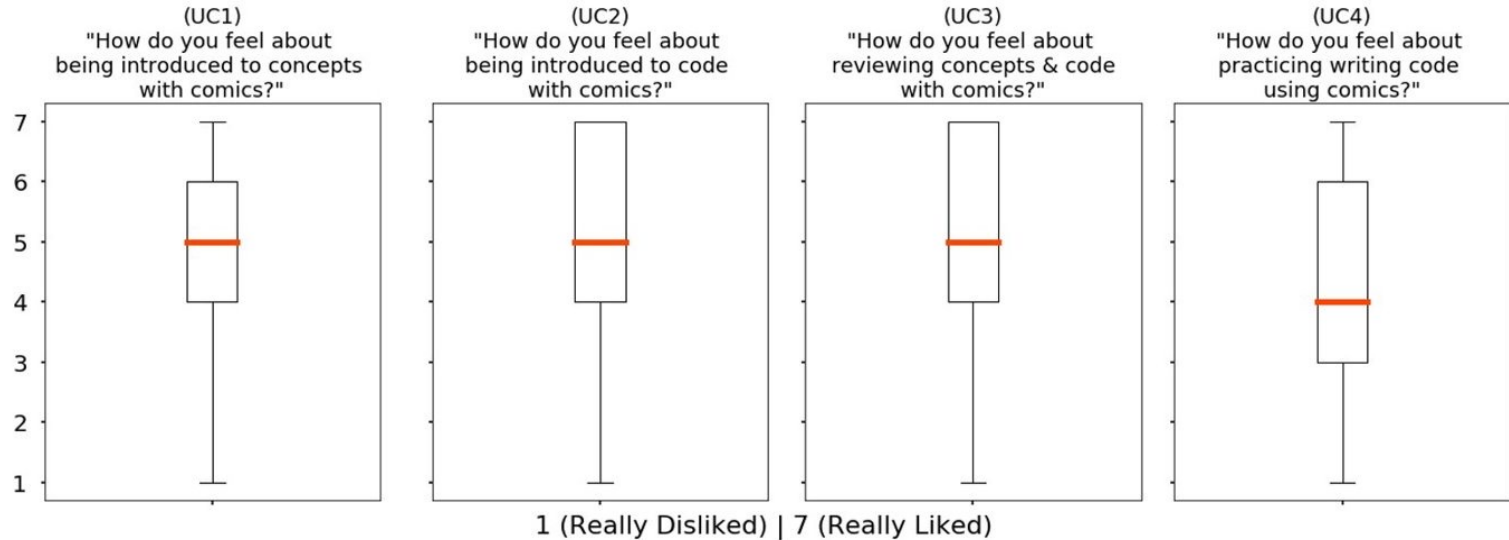 (UC1)
"How do you feel about
being introduced to concepts
with comics?"
(UC2)
"How do you feel about
being introduced to code
with comics?"
(UC3)
"How do you feel about
reviewing concepts & code
with comics?"
(UC4)
"How do you feel about
practicing writing code
using comics?"
7
6
5
4
3
2
1
1 (Really Disliked) | 7 (Really Liked)